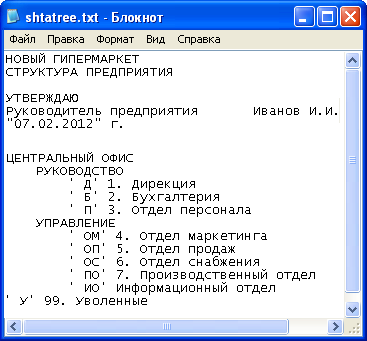 shtatree.txt - Блокнот
Файл Правка Формат Вид Справка
НОВЫЙ ГИПЕРМАРКЕТ
СТРУКТУРА ПРЕДПРИЯТИЯ
УТВЕРЖДАЮ
Руководитель предприятия Иванов И.И.
"07.02.2012" г.
ЦЕНТРАЛЬНЫЙ ОФИС
РУКОВОДСТВО
' Д' 1. Дирекция
' Б' 2. Бухгалтерия
' П' 3. Отдел персонала
УПРАВЛЕНИЕ
' ОМ' 4. Отдел маркетинга
' ОП' 5. Отдел продаж
' ОС' 6. Отдел снабжения
' ПО' 7. Производственный отдел
' ИО' Информационный отдел
' У' 99. Уволенные